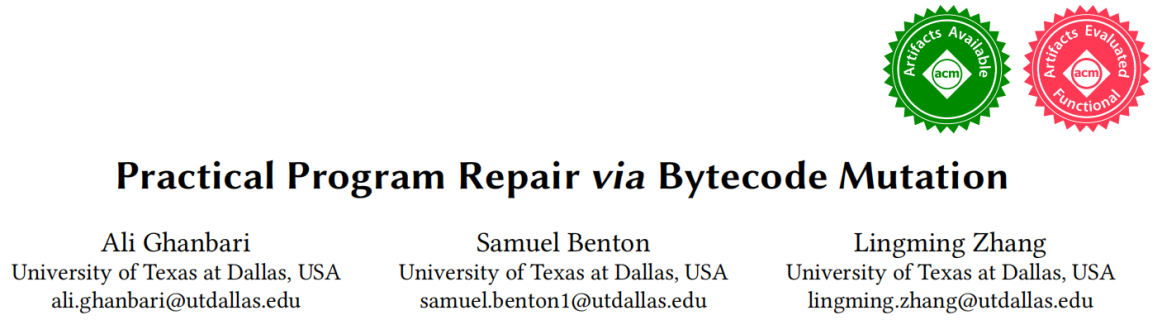 Artifacts Available
acm
Artifacts Evaluated
acm
Functional
Practical Program Repair via Bytecode Mutation
Ali Ghanbari
University of Texas at Dallas, USA
ali.ghanbari@utdallas.edu
Samuel Benton
University of Texas at Dallas, USA
samuel.benton1@utdallas.edu
Lingming Zhang
University of Texas at Dallas, USA
lingming.zhang@utdallas.edu